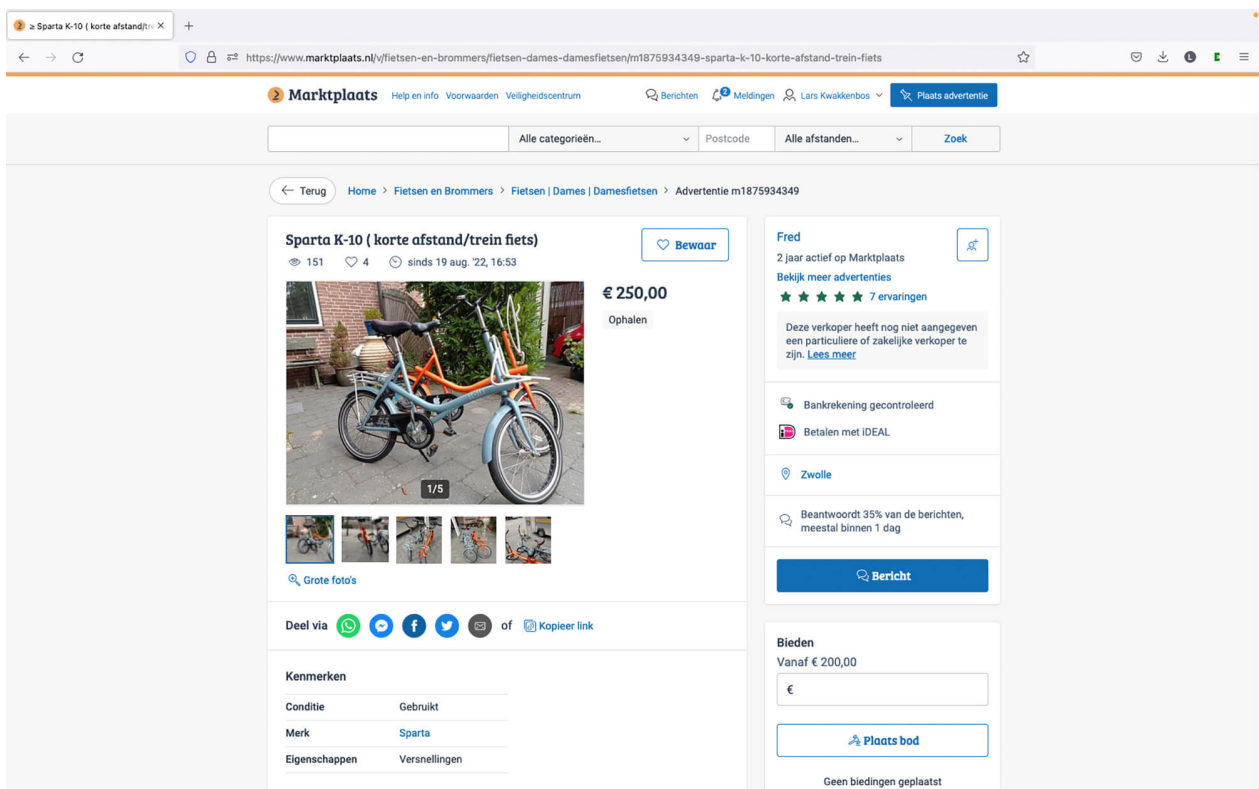 ≥ Sparta K-10 ( korte afstand/tre
https://www.marktplaats.nl/v/fietsen-en-brommers/fietsen-dames-damesfietsen/m1875934349-sparta-k-10-korte-afstand-trein-fiets
Marktplaats Help en info Voorwaarden Veiligheidscentrum Berichten 2 Meldingen Lars Kwakkenbos Plaats advertentie
Alle categorieën... Postcode Alle afstanden... Zoek
Terug Home > Fietsen en Brommers > Fietsen | Dames | Damesfietsen > Advertentie m1875934349
Sparta K-10 ( korte afstand/trein fiets)
Bewaar
151 4 sinds 19 aug. '22, 16:53
€ 250,00
Ophalen
1/5
Grote foto's
Deel via of Kopieer link
Kenmerken
Conditie Gebruikt
Merk Sparta
Eigenschappen Versnellingen
Fred
2 jaar actief op Marktplaats
Bekijk meer advertenties
7 ervaringen
Deze verkoper heeft nog niet aangegeven
een particuliere of zakelijke verkoper te
zijn. Lees meer
Bankrekening gecontroleerd
Betalen met iDEAL
Zwolle
Beantwoordt 35% van de berichten,
meestal binnen 1 dag
Bericht
Bieden
Vanaf € 200,00
€
Plaats bod
Geen biedingen geplaatst